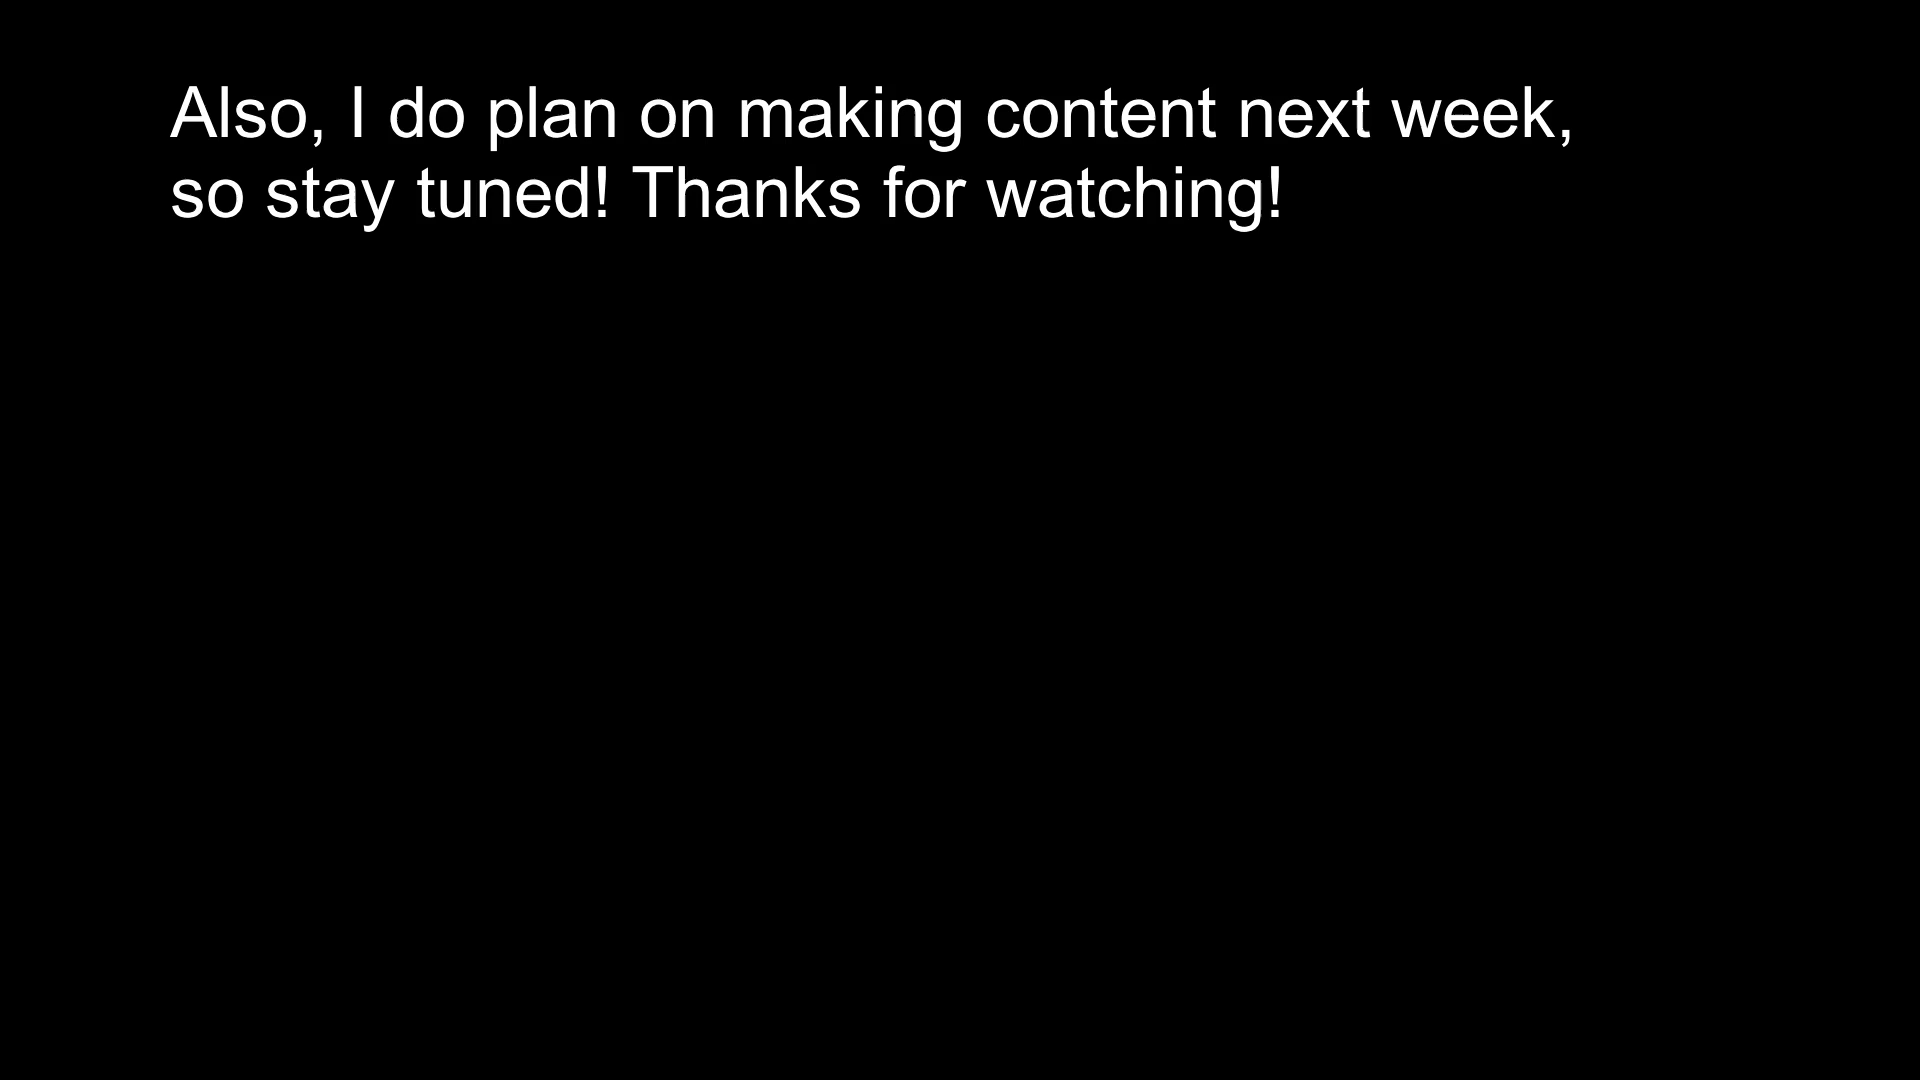 Also, I do plan on making content next week,
so stay tuned! Thanks for watching!